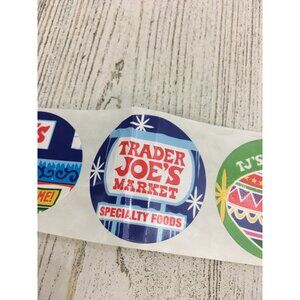 'S
ME!
TRADER
JOE'S
MARKET
SPECIALTY FOODS
TJ'S